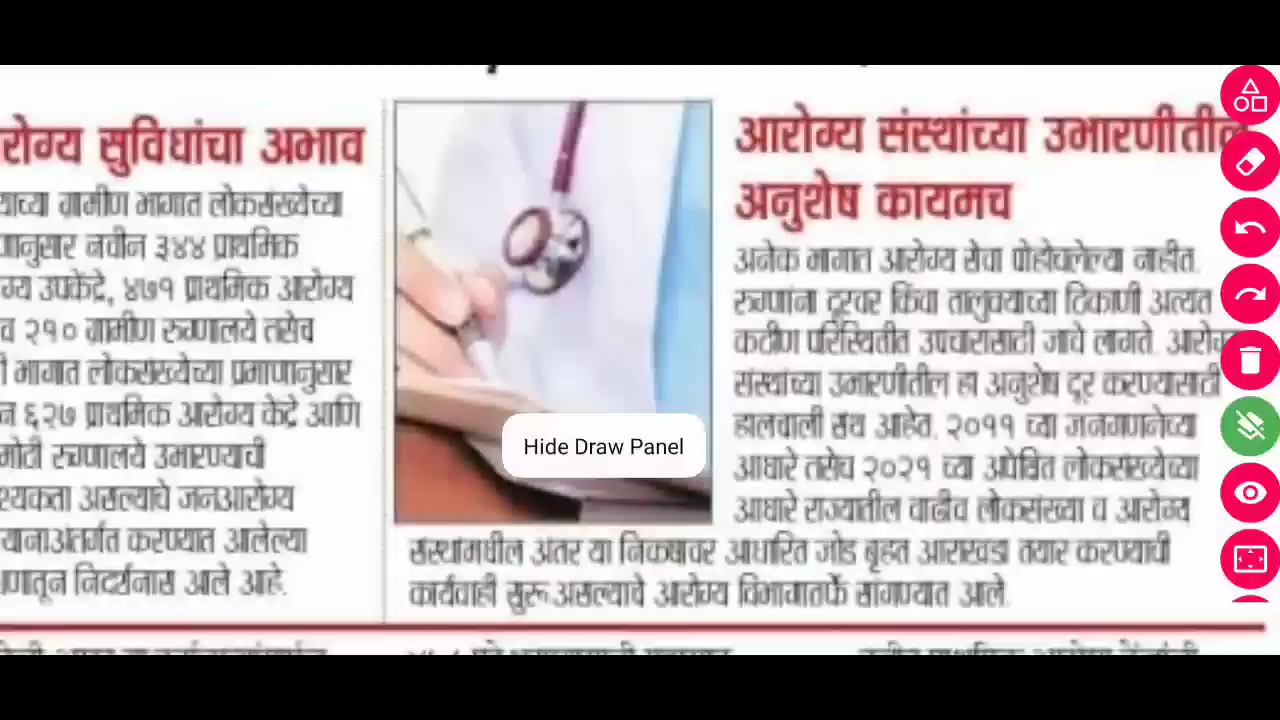 रोग्य सुविधांचा अभाव
याच्या ग्रामीण भागात लोकसंख्येच्या
णानुसार नवीन ३४४ प्राथमिक
ग्य उपकेंद्रे, ४७१ प्राथमिक आरोग्य
व २१० ग्रामीण रुग्णालये तसेच
ी भागात लोकसंख्येच्या प्रमाणानुसार
न ६२७ प्राथमिक आरोग्य केंद्रे आणि
मोठी रुग्णालये उभारण्याची
श्यकता असल्याचे जनआरोग्य
यानाअंतर्गत करण्यात आलेल्या
णातून निदर्शनास आले आहे.
Hide Draw Panel
आरोग्य संस्थांच्या उभारणीतील
अनुशेष कायमच
अनेक भागात आरोग्य सेवा पोहोचलेल्या नाहीत.
रुग्णांना दूरवर किंवा तालुक्याच्या ठिकाणी अत्यंत
कठीण परिस्थितीत उपचारासाठी जावे लागते. आरोग्य
संस्थांच्या उभारणीतील हा अनुशेष दूर करण्यासाठी
हालचाली संथ आहेत. २०११ च्या जनगणनेच्या
आधारे तसेच २०२१ च्या अपेक्षित लोकसंख्येच्या
आधारे राज्यातील वाढीव लोकसंख्या व आरोग्य
संस्थांमधील अंतर या निकषावर आधारित जोड बृहत आराखडा तयार करण्याची
कार्यवाही सुरू असल्याचे आरोग्य विभागातर्फे सांगण्यात आले.